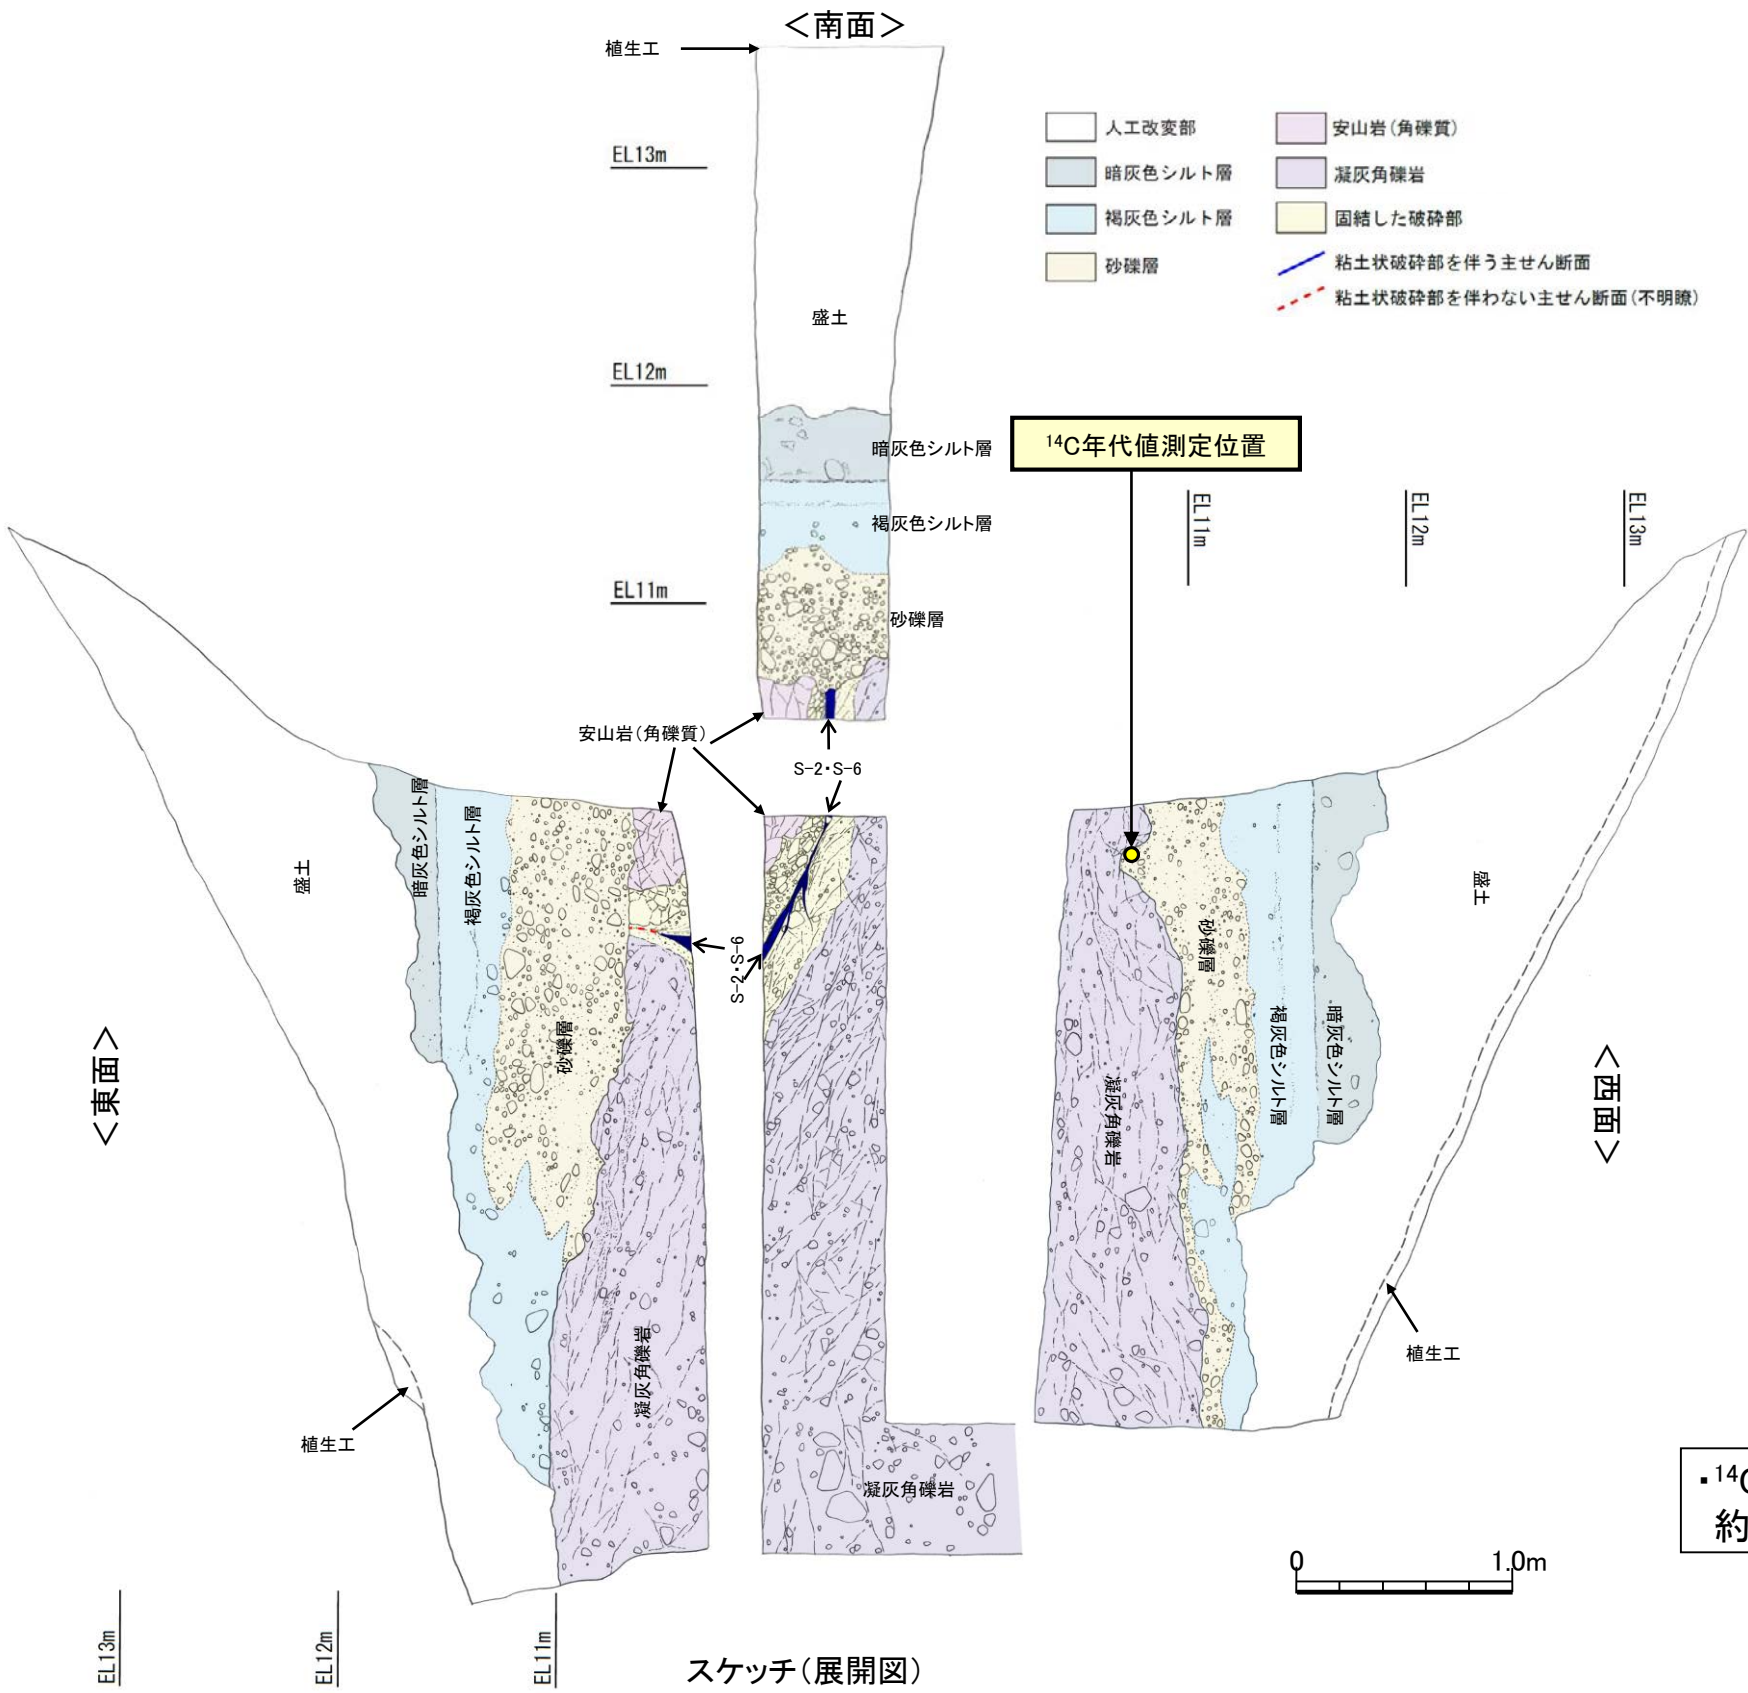 <南面>
植生工
EL13m
盛土
EL12m
暗灰色シルト層
褐灰色シルト層
EL11m
砂礫層
安山岩(角礫質)
S-2・S-6
人工改変部
暗灰色シルト層
褐灰色シルト層
砂礫層
安山岩(角礫質)
凝灰角礫岩
固結した破砕部
粘土状破砕部を伴う主せん断面
粘土状破砕部を伴わない主せん断面(不明瞭)
¹⁴C年代値測定位置
EL11m
EL12m
EL13m
<東面>
盛土
暗灰色シルト層
褐灰色シルト層
砂礫層
凝灰角礫岩
植生工
S-2・S-6
凝灰角礫岩
凝灰角礫岩
砂礫層
褐灰色シルト層
暗灰色シルト層
盛土
<西面>
植生工
・¹⁴C
約
0 1.0m
EL13m
EL12m
EL11m
スケッチ(展開図)